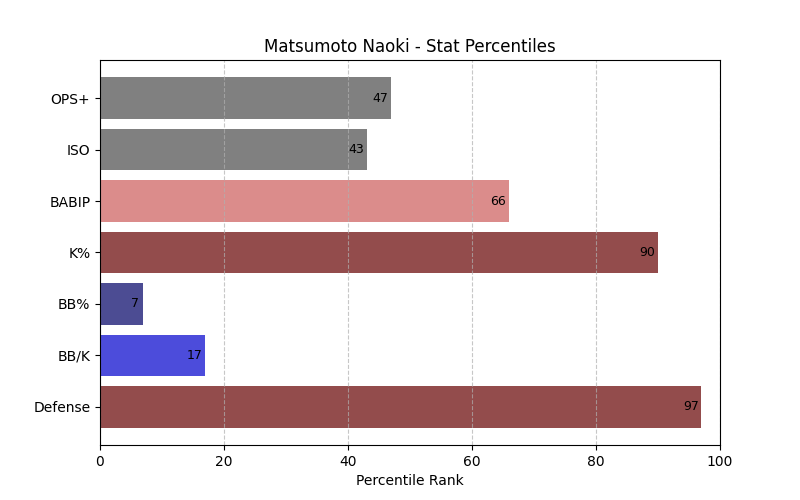 Matsumoto Naoki - Stat Percentiles
OPS+ 47
ISO 43
BABIP 66
K% 90
BB% 7
BB/K 17
Defense 97
0 20 40 60 80 100
Percentile Rank